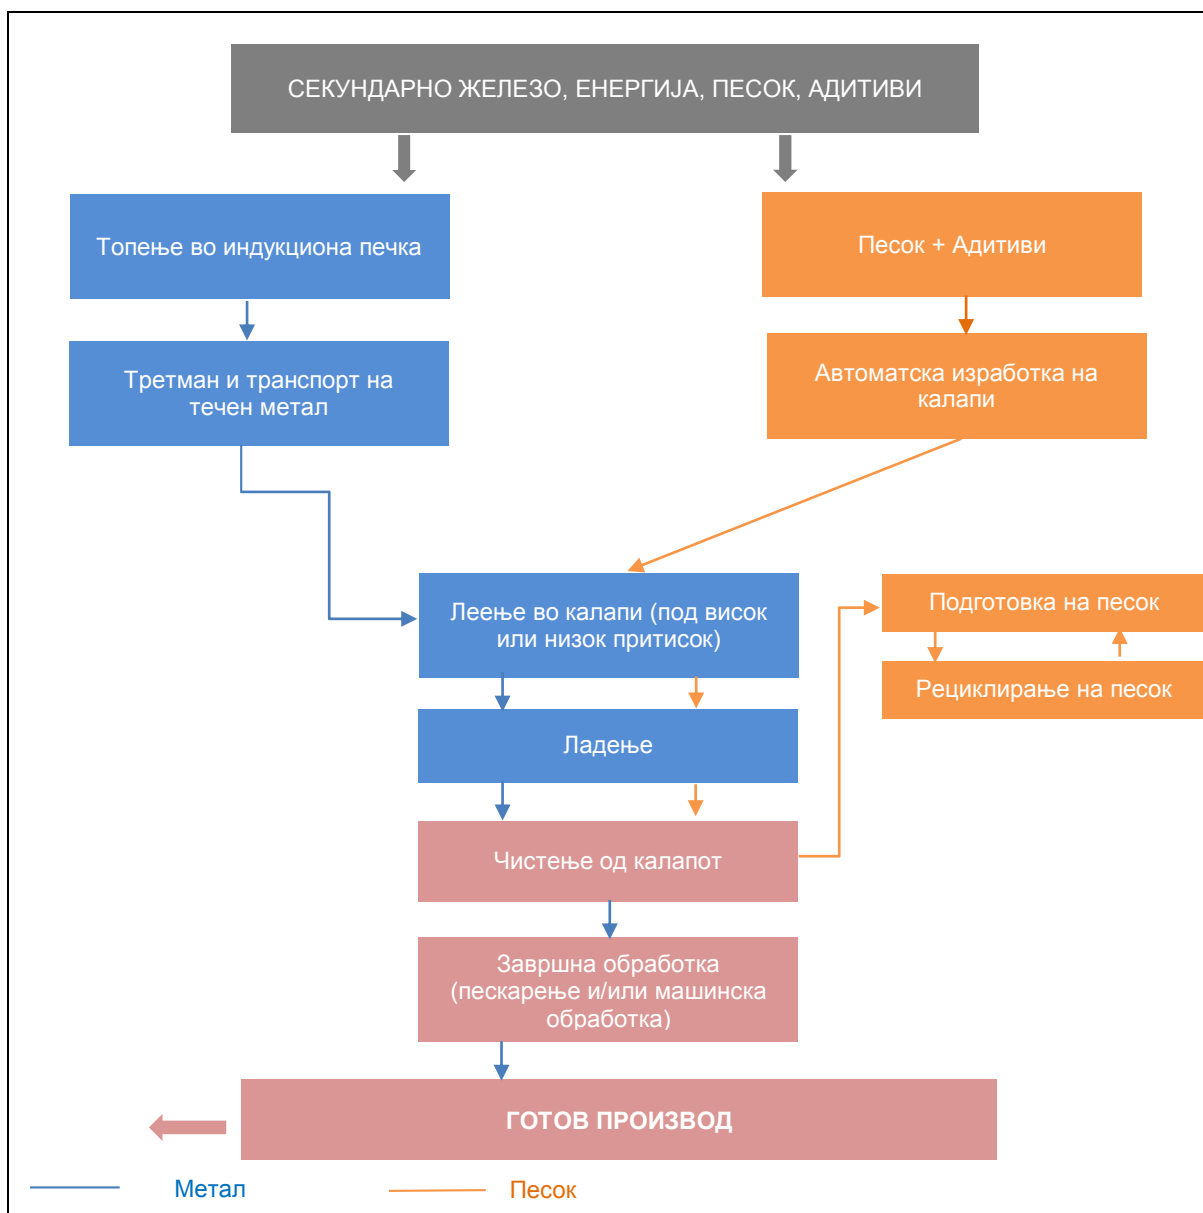 СЕКУНДАРНО ЖЕЛЕЗО, ЕНЕРГИЈА, ПЕСОК, АДИТИВИ
Топење во индукциона печка
Песок + Адитиви
Третман и транспорт на
течен метал
Автоматска изработка на
калапи
Леење во калапи (под висок
или низок притисок)
Подготовка на песок
Рециклирање на песок
Ладење
Чистење од калапот
Завршна обработка
(пескарење и/или машинска
обработка)
ГОТОВ ПРОИЗВОД
Метал
Песок